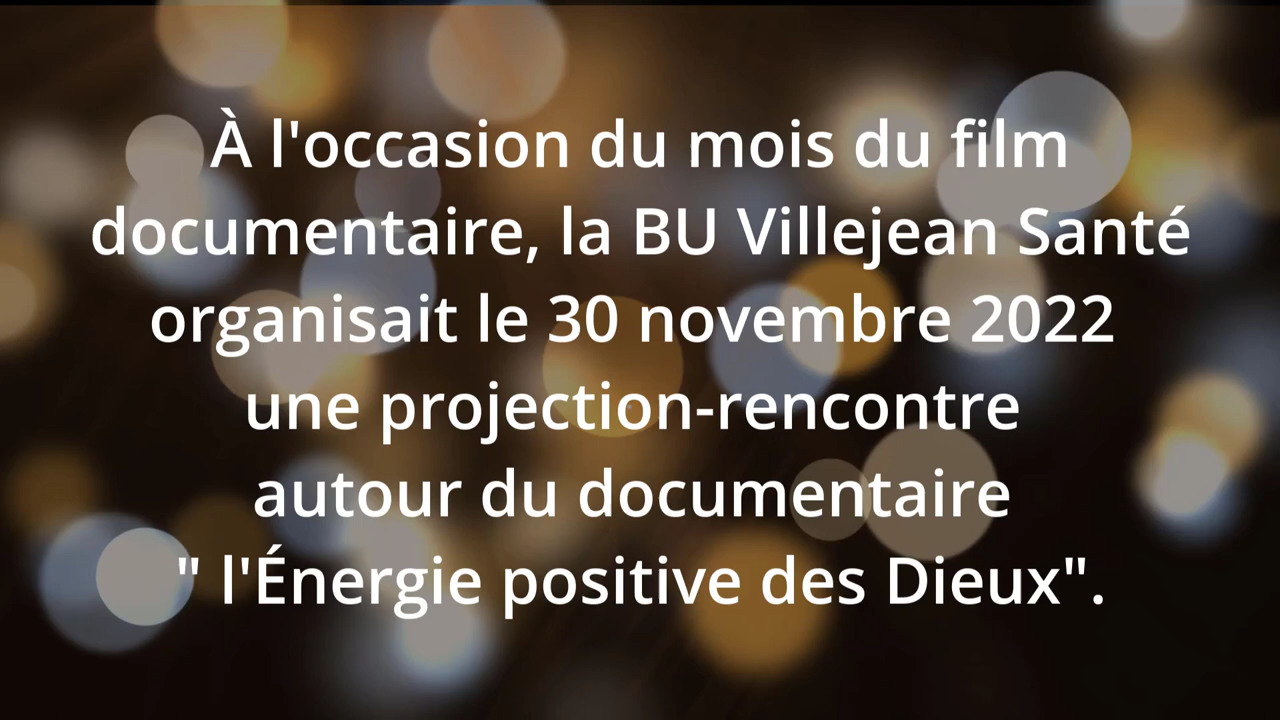 À l'occasion du mois du film
documentaire, la BU Villejean Santé
organisait le 30 novembre 2022
une projection-rencontre
autour du documentaire
" l'Énergie positive des Dieux".